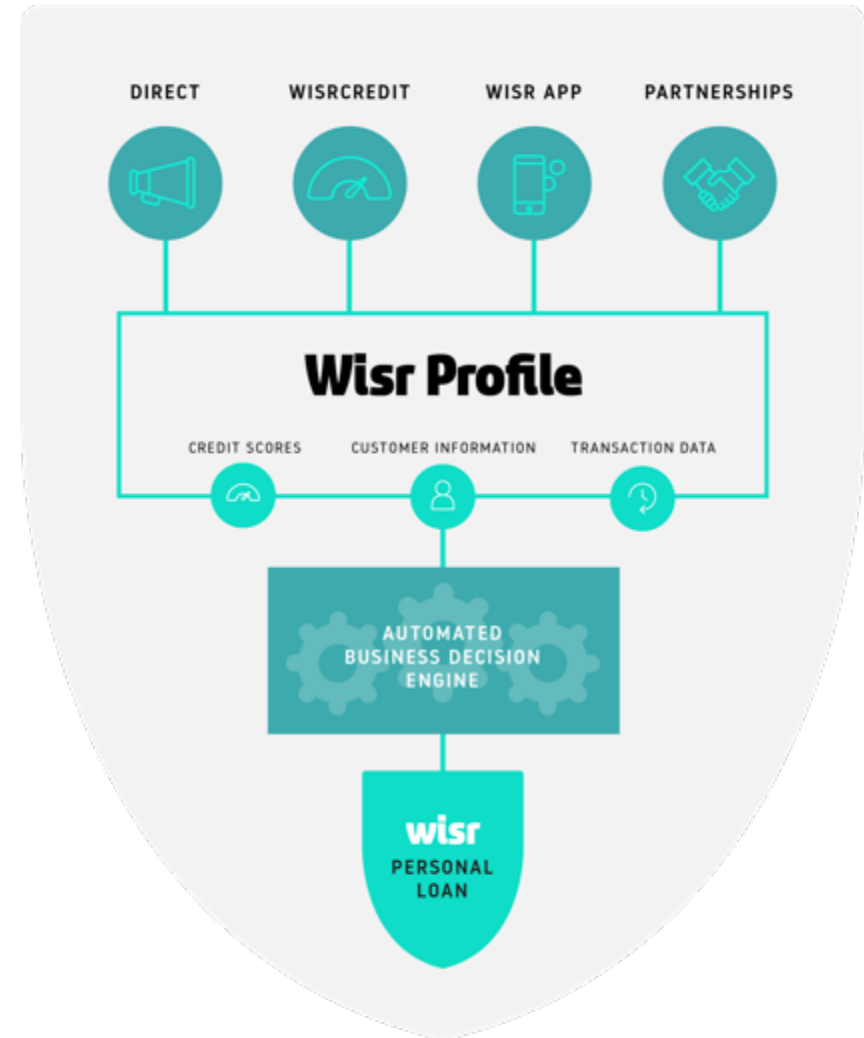 DIRECT
WISRCREDIT
WISR APP
PARTNERSHIPS
Wisr Profile
CREDIT SCORES
CUSTOMER INFORMATION
TRANSACTION DATA
AUTOMATED
BUSINESS DECISION
ENGINE
wisr
PERSONAL
LOAN